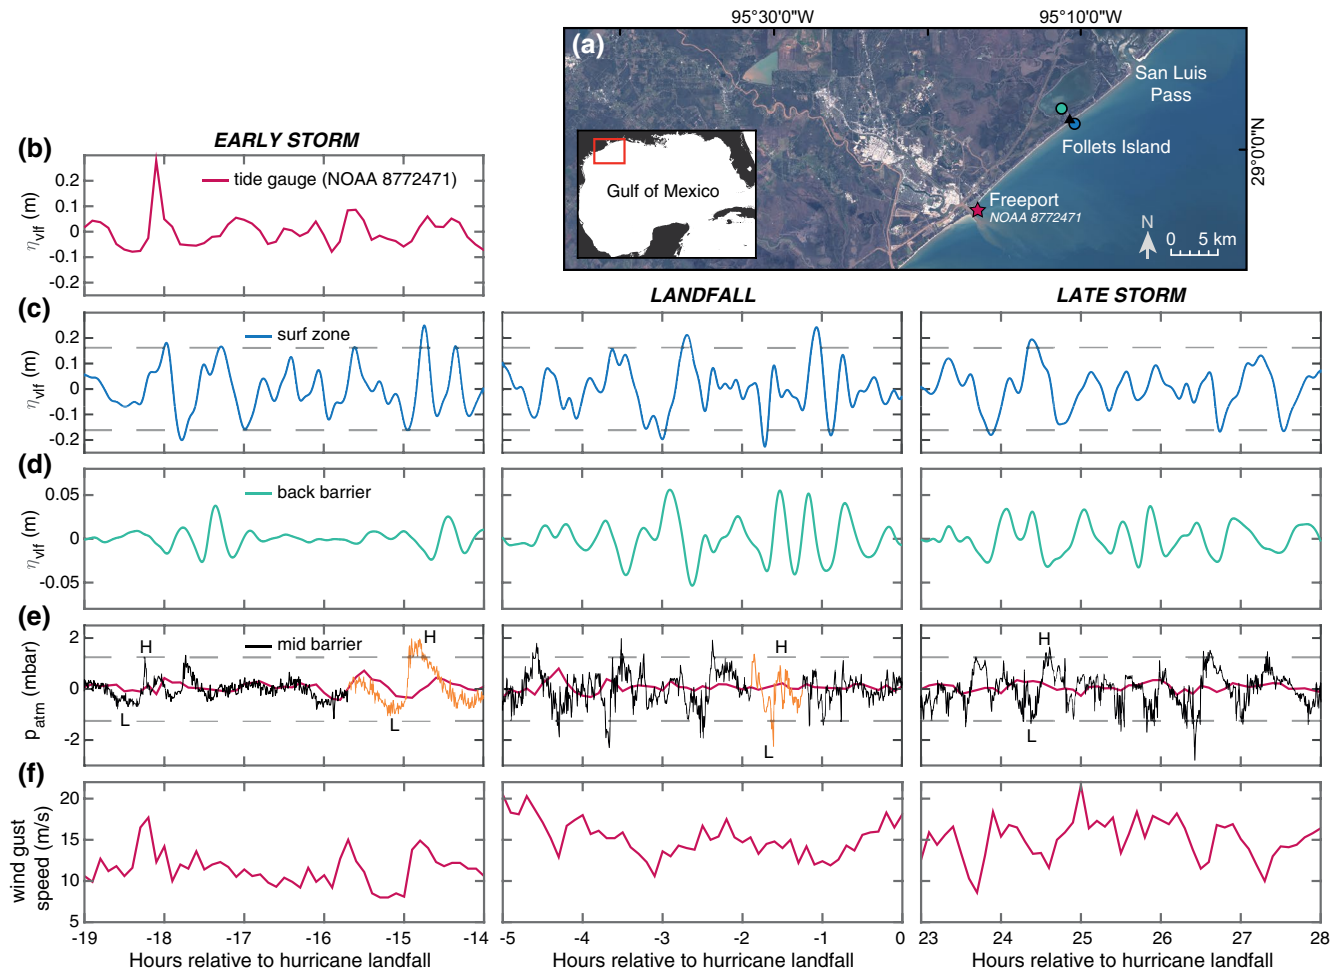 95°30'0"W
95°10'0"W
(a)
San Luis
Pass
Follets Island
29°0'0"N
Gulf of Mexico
Freeport
NOAA 8772471
N
0 5 km
(b)
EARLY STORM
tide gauge (NOAA 8772471)
0.2
0.1
0
-0.1
-0.2
ηvlf (m)
LANDFALL
LATE STORM
(c)
surf zone
0.2
0.1
0
-0.1
-0.2
ηvlf (m)
(d)
back barrier
0.05
0
-0.05
ηvlf (m)
(e)
mid barrier
H
L
H
L
H
L
H
L
2
0
-2
patm (mbar)
(f)
20
15
10
5
wind gust
speed (m/s)
-19 -18 -17 -16 -15 -14
-5 -4 -3 -2 -1 0
23 24 25 26 27 28
Hours relative to hurricane landfall
Hours relative to hurricane landfall
Hours relative to hurricane landfall